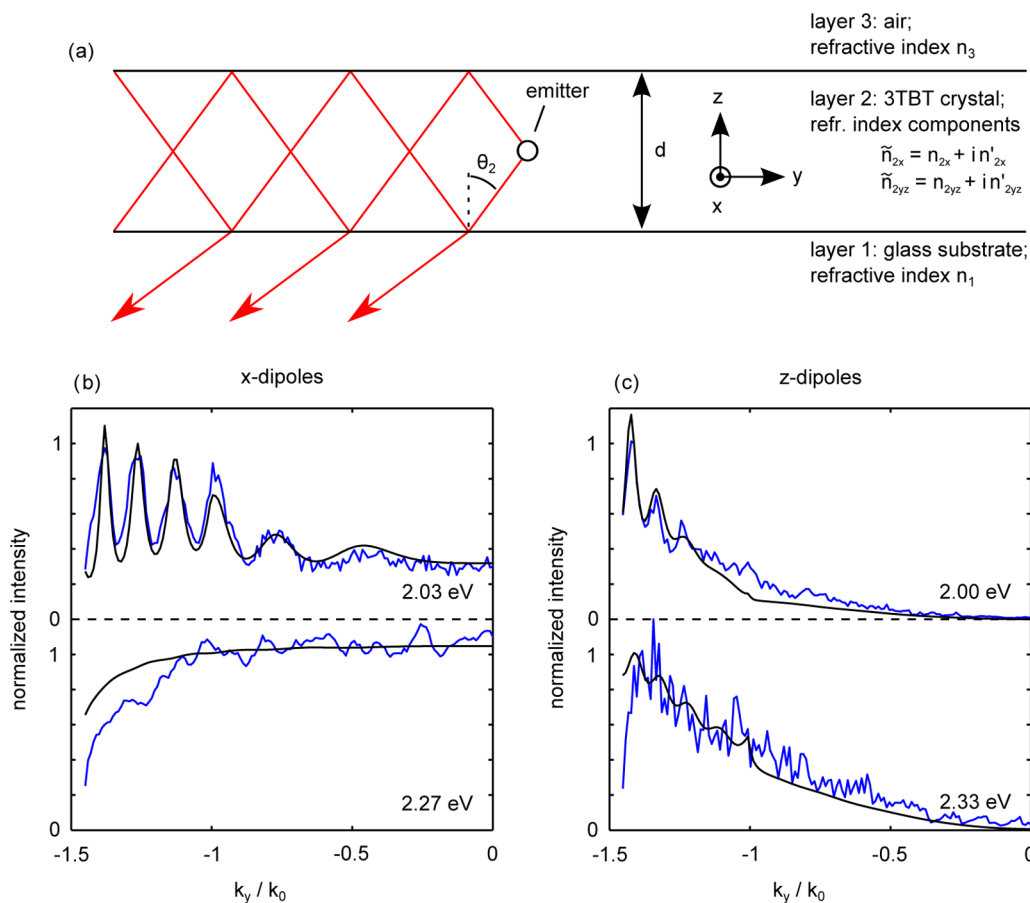 (a)
layer 3: air;
refractive index n₃
emitter
θ₂
d
z
y
x
layer 2: 3TBT crystal;
refr. index components
ñ₂ₓ = n₂ₓ + i n'₂ₓ
ñ₂yz = n₂yz + i n'₂yz
layer 1: glass substrate;
refractive index n₁
(b)
x-dipoles
normalized intensity
1
2.03 eV
0
1
2.27 eV
0
-1.5
-1
-0.5
0
k_y / k₀
(c)
z-dipoles
normalized intensity
1
2.00 eV
0
1
2.33 eV
0
-1.5
-1
-0.5
0
k_y / k₀